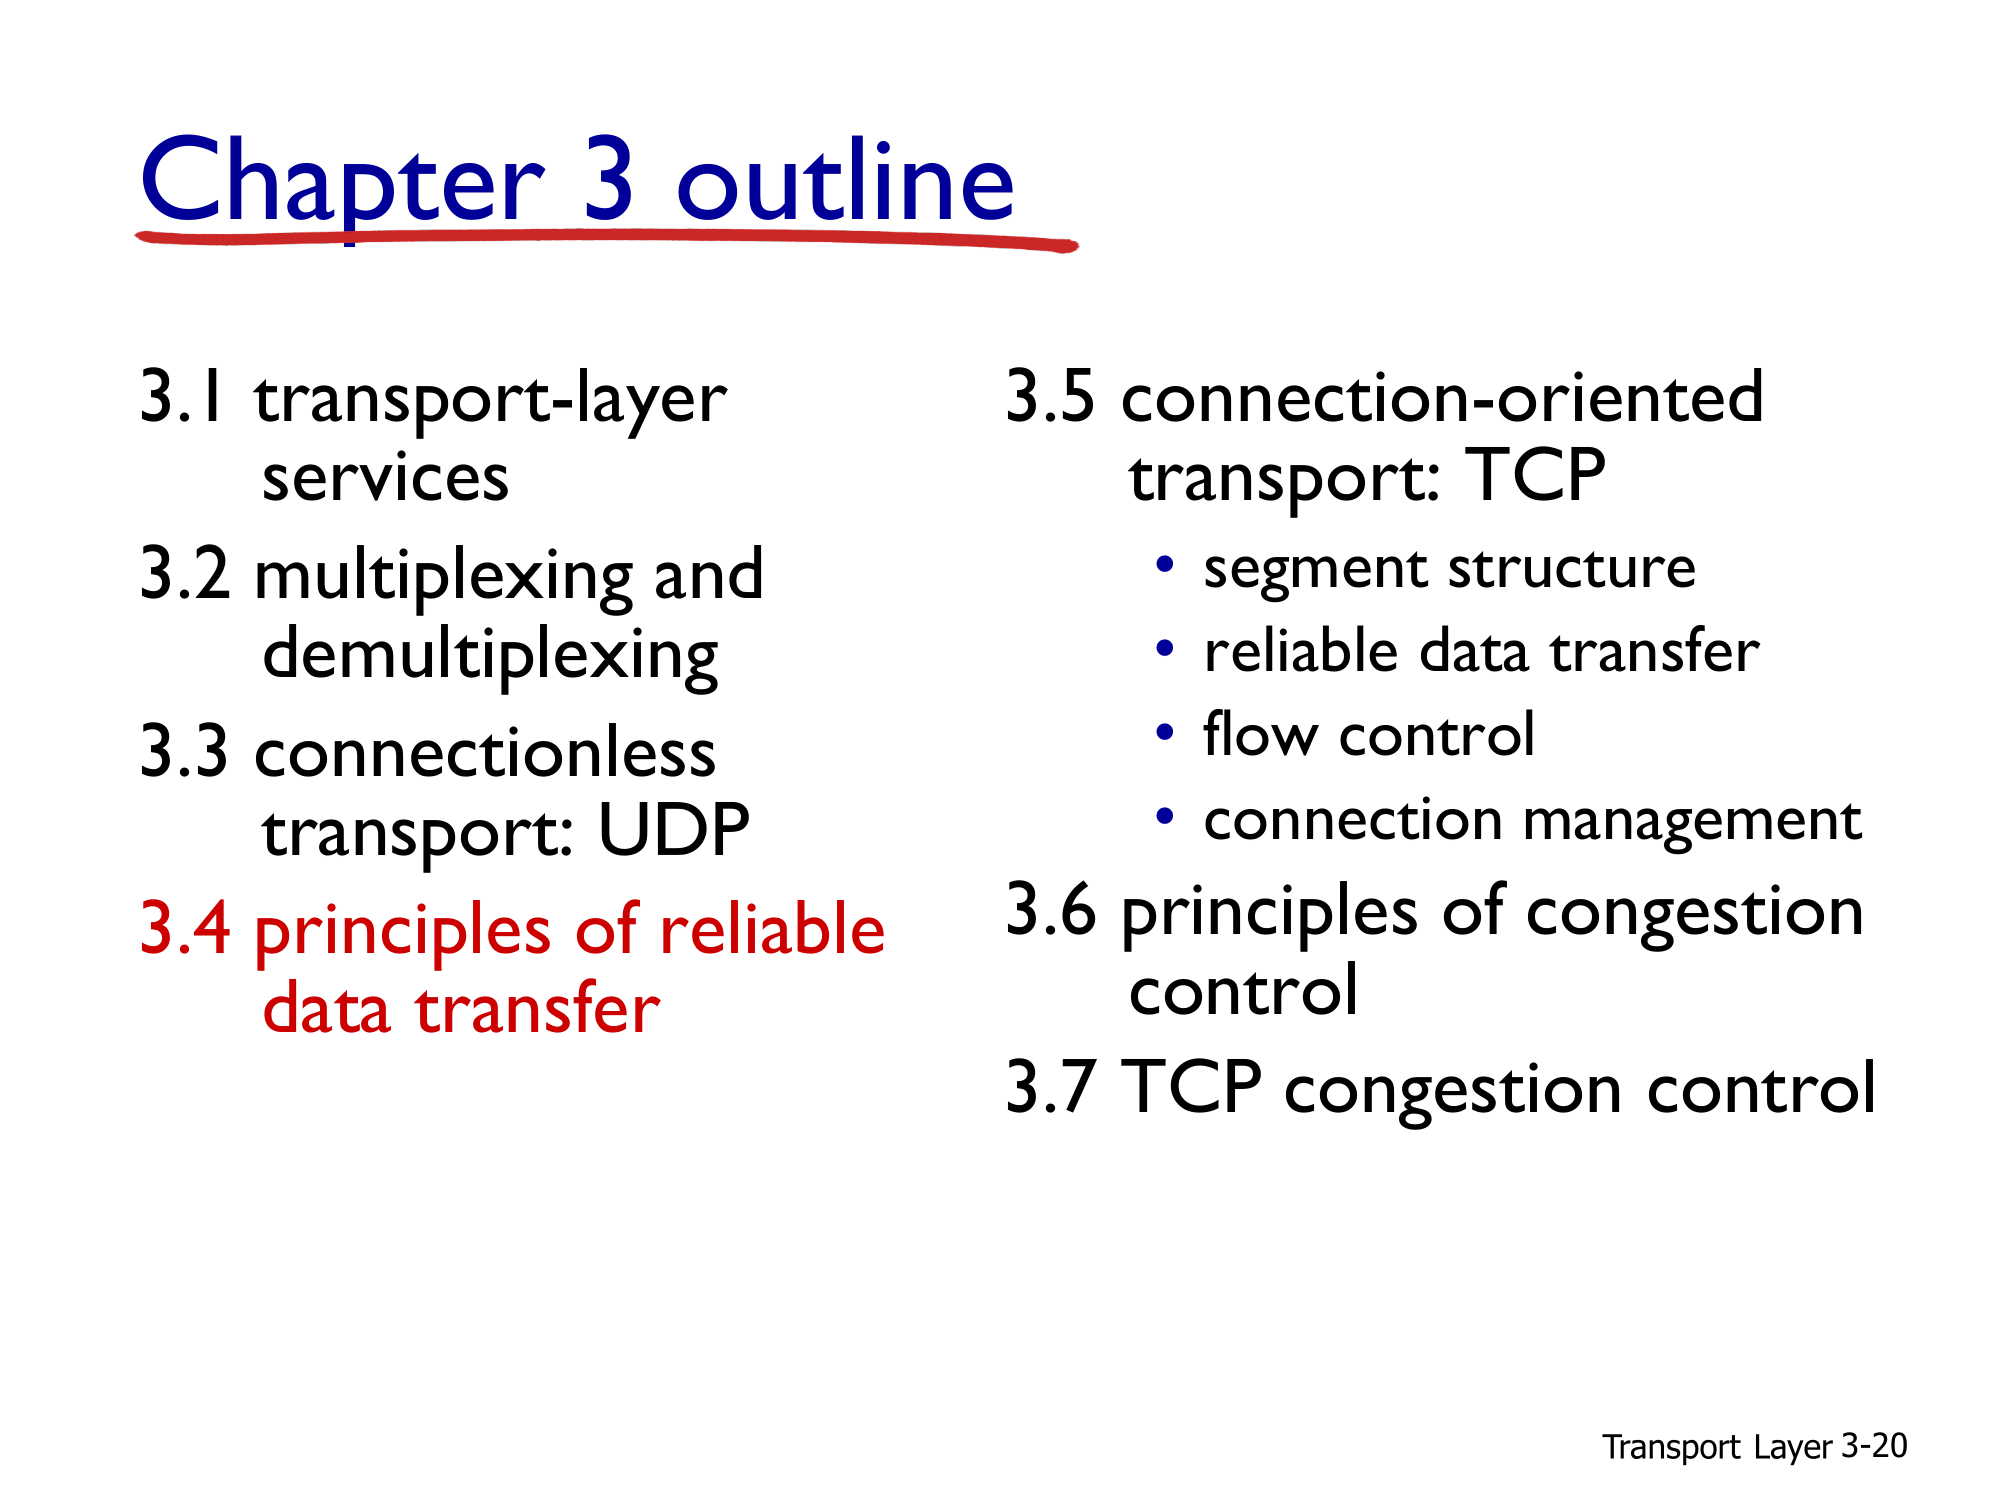 Chapter 3 outline
3.1 transport-layer
services
3.2 multiplexing and
demultiplexing
3.3 connectionless
transport: UDP
3.4 principles of reliable
data transfer
3.5 connection-oriented
transport: TCP
• segment structure
• reliable data transfer
• flow control
• connection management
3.6 principles of congestion
control
3.7 TCP congestion control
Transport Layer 3-20